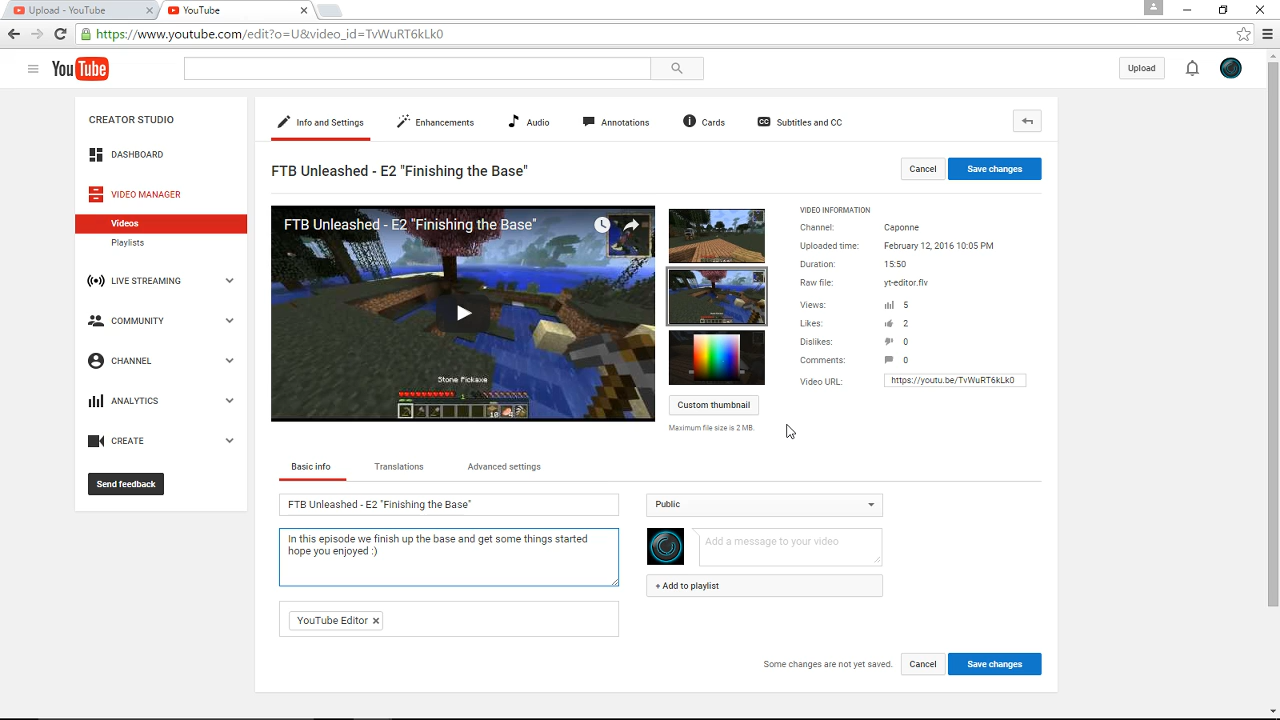 Upload - YouTube
YouTube
https://www.youtube.com/edit?o=U&video_id=TvWuRT6kLk0
YouTube
Upload
CREATOR STUDIO
DASHBOARD
VIDEO MANAGER
Videos
Playlists
LIVE STREAMING
COMMUNITY
CHANNEL
ANALYTICS
CREATE
Send feedback
Info and Settings
Enhancements
Audio
Annotations
Cards
CC Subtitles and CC
FTB Unleashed - E2 "Finishing the Base"
Cancel
Save changes
FTB Unleashed - E2 "Finishing the Base"
Stone Pickaxe
VIDEO INFORMATION
Channel: Caponne
Uploaded time: February 12, 2016 10:05 PM
Duration: 15:50
Raw file: yt-editor.flv
Views: 5
Likes: 2
Dislikes: 0
Comments: 0
Video URL: https://youtu.be/TvWuRT6kLk0
Custom thumbnail
Maximum file size is 2 MB.
Basic info
Translations
Advanced settings
FTB Unleashed - E2 "Finishing the Base"
In this episode we finish up the base and get some things started
hope you enjoyed :)
YouTube Editor
Public
Add a message to your video
+ Add to playlist
Some changes are not yet saved.
Cancel
Save changes